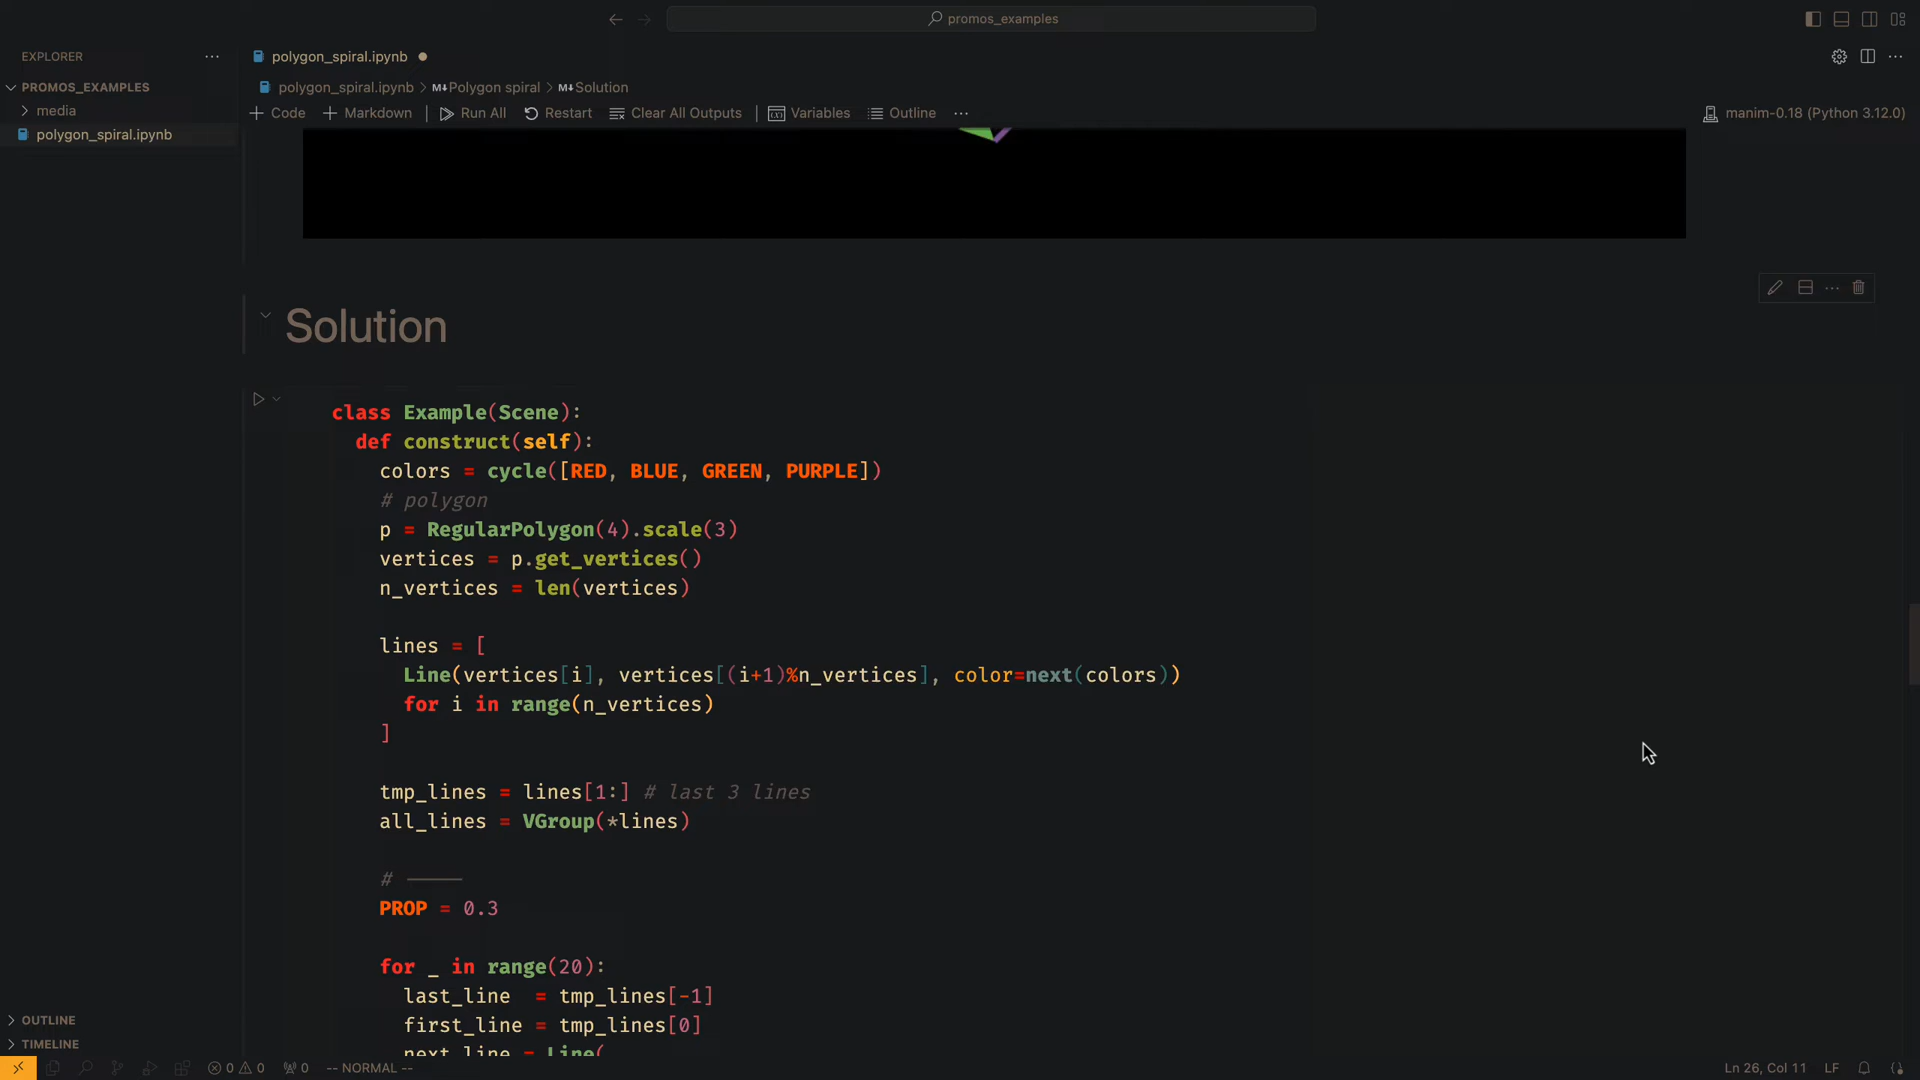 promos_examples
EXPLORER
polygon_spiral.ipynb
PROMOS_EXAMPLES
polygon_spiral.ipynb > M↓Polygon spiral > M↓Solution
media
+ Code + Markdown Run All Restart Clear All Outputs Variables Outline ...
manim-0.18 (Python 3.12.0)
polygon_spiral.ipynb
Solution
class Example(Scene):
def construct(self):
colors = cycle([RED, BLUE, GREEN, PURPLE])
# polygon
p = RegularPolygon(4).scale(3)
vertices = p.get_vertices()
n_vertices = len(vertices)
lines = [
Line(vertices[i], vertices[(i+1)%n_vertices], color=next(colors))
for i in range(n_vertices)
]
tmp_lines = lines[1:] # last 3 lines
all_lines = VGroup(*lines)
# -----
PROP = 0.3
for _ in range(20):
last_line = tmp_lines[-1]
first_line = tmp_lines[0]
next_line = Line(
OUTLINE
TIMELINE
0 0 0 -- NORMAL --
Ln 26, Col 11 LF